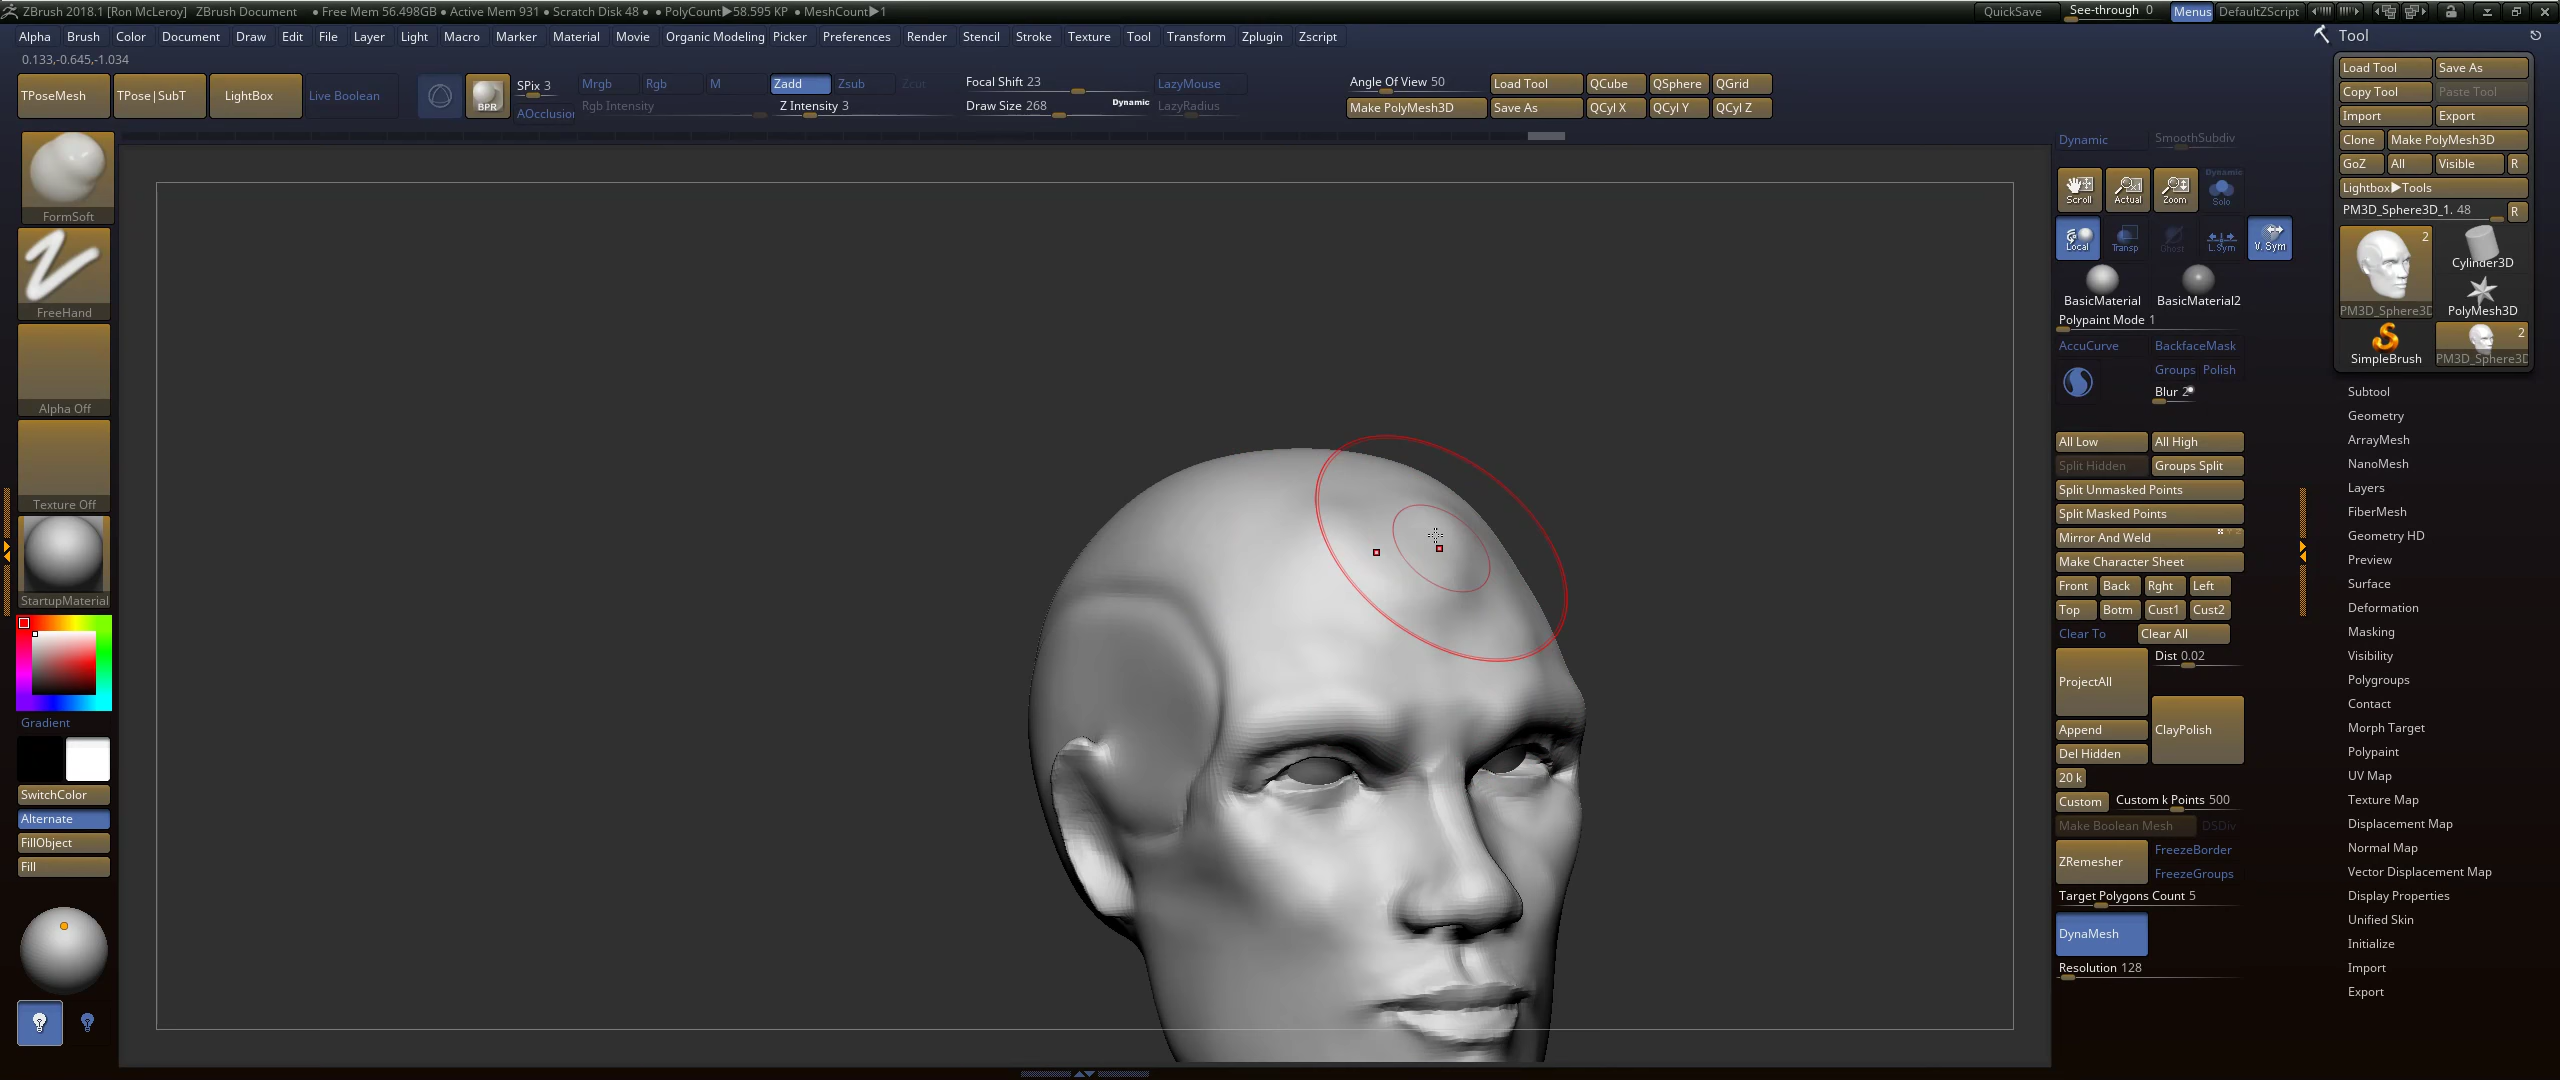 ZBrush 2018.1 [Ron McLeroy] ZBrush Document • Free Mem 56.498GB • Active Mem 931 • Scratch Disk 48 • • PolyCount▶58.595 KP • MeshCount▶1 QuickSave See-through 0 Menus DefaultZScript
Alpha Brush Color Document Draw Edit File Layer Light Macro Marker Material Movie Organic Modeling Picker Preferences Render Stencil Stroke Texture Tool Transform Zplugin Zscript
0.133,-0.645,-1.034
TPoseMesh TPose|SubT LightBox Live Boolean
BPR
SPix 3
AOcclusion
Mrgb Rgb M
Rgb Intensity
Zadd Zsub Zcut
Z Intensity 3
Focal Shift 23
Draw Size 268 Dynamic
LazyMouse
LazyRadius
Angle Of View 50
Make PolyMesh3D
Load Tool QCube QSphere QGrid
Save As QCyl X QCyl Y QCyl Z
FormSoft
FreeHand
Alpha Off
Texture Off
StartupMaterial
Gradient
SwitchColor
Alternate
FillObject
Fill
Dynamic SmoothSubdiv
Scroll Actual Zoom Dynamic Solo
Local Transp Ghost L.Sym V. Sym
BasicMaterial BasicMaterial2
Polypaint Mode 1
AccuCurve BackfaceMask
Groups Polish
Blur 2
All Low All High
Split Hidden Groups Split
Split Unmasked Points
Split Masked Points
Mirror And Weld
Make Character Sheet
Front Back Rght Left
Top Botm Cust1 Cust2
Clear To Clear All
ProjectAll Dist 0.02
Append ClayPolish
Del Hidden
20 k
Custom Custom k Points 500
Make Boolean Mesh DSDiv
ZRemesher FreezeBorder
FreezeGroups
Target Polygons Count 5
DynaMesh
Resolution 128
Tool
Load Tool Save As
Copy Tool Paste Tool
Import Export
Clone Make PolyMesh3D
GoZ All Visible R
Lightbox▶Tools
PM3D_Sphere3D_1. 48 R
2
Cylinder3D
PM3D_Sphere3D PolyMesh3D
2
SimpleBrush PM3D_Sphere3D
Subtool
Geometry
ArrayMesh
NanoMesh
Layers
FiberMesh
Geometry HD
Preview
Surface
Deformation
Masking
Visibility
Polygroups
Contact
Morph Target
Polypaint
UV Map
Texture Map
Displacement Map
Normal Map
Vector Displacement Map
Display Properties
Unified Skin
Initialize
Import
Export